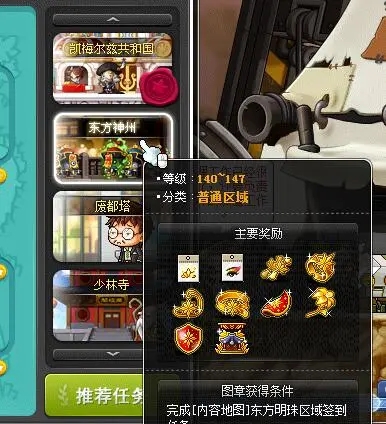 凯梅尔兹共和国
东方神州
·等级：140~147
·分类：普通区域
废都塔
主要奖励
少林寺
图章获得条件
推荐任务
完成[内容地图]东方明珠区域签到
任务